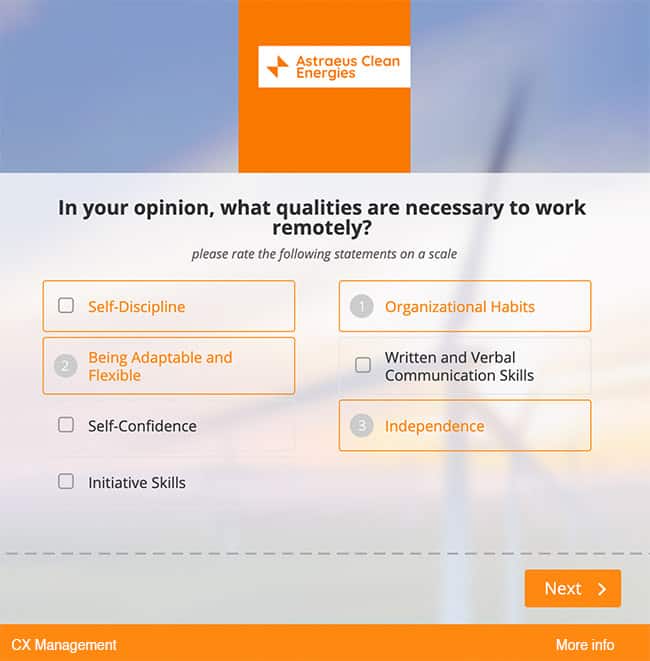 Astraeus Clean
Energies
In your opinion, what qualities are necessary to work
remotely?
please rate the following statements on a scale
Self-Discipline
1 Organizational Habits
2 Being Adaptable and
Flexible
Written and Verbal
Communication Skills
Self-Confidence
3 Independence
Initiative Skills
Next
CX Management
More info